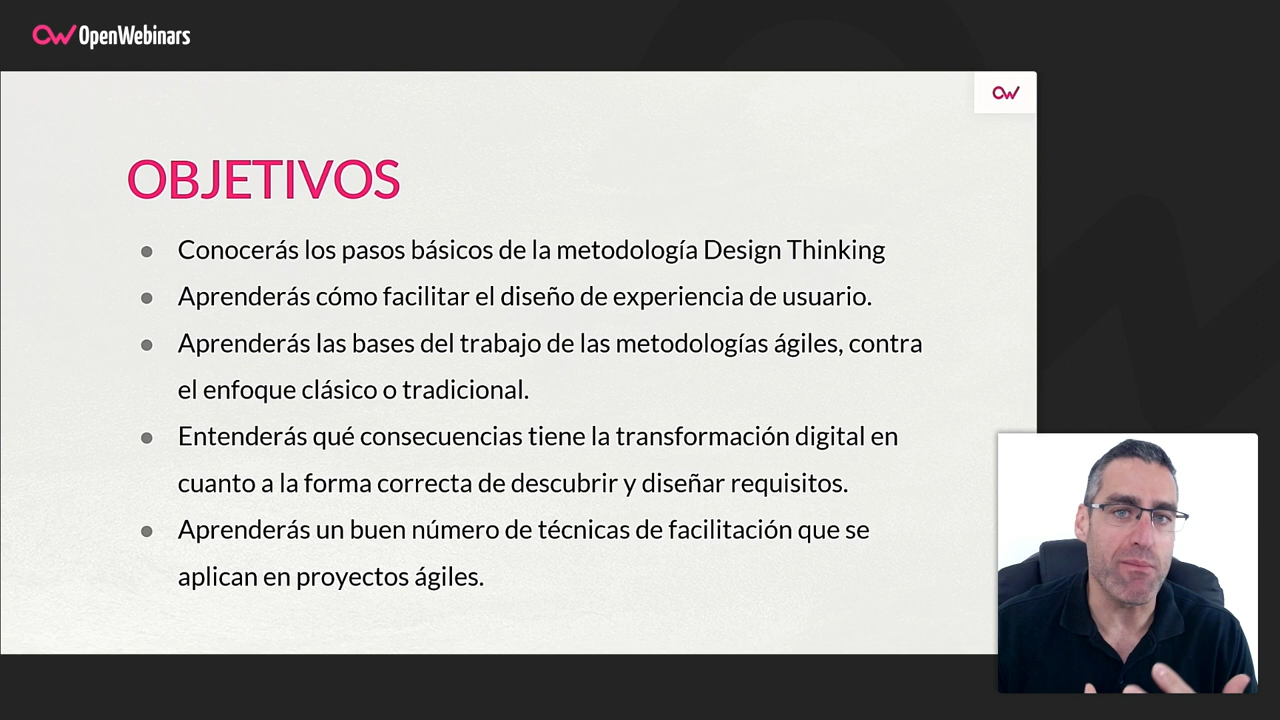 OpenWebinars
OBJETIVOS
● Conocerás los pasos básicos de la metodología Design Thinking
● Aprenderás cómo facilitar el diseño de experiencia de usuario.
● Aprenderás las bases del trabajo de las metodologías ágiles, contra
el enfoque clásico o tradicional.
● Entenderás qué consecuencias tiene la transformación digital en
cuanto a la forma correcta de descubrir y diseñar requisitos.
● Aprenderás un buen número de técnicas de facilitación que se
aplican en proyectos ágiles.